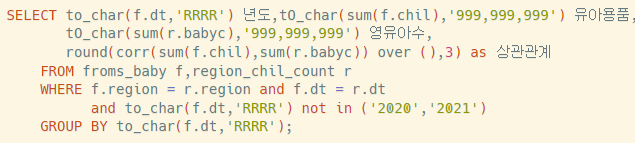 SELECT to_char(f.dt,'RRRR') 년도,tO_char(sum(f.chil),'999,999,999') 유아용품,
tO_char(sum(r.babyc),'999,999,999') 영유아수,
round(corr(sum(f.chil),sum(r.babyc)) over (),3) as 상관관계
FROM froms_baby f,region_chil_count r
WHERE f.region = r.region and f.dt = r.dt
and to_char(f.dt,'RRRR') not in ('2020','2021')
GROUP BY to_char(f.dt,'RRRR');